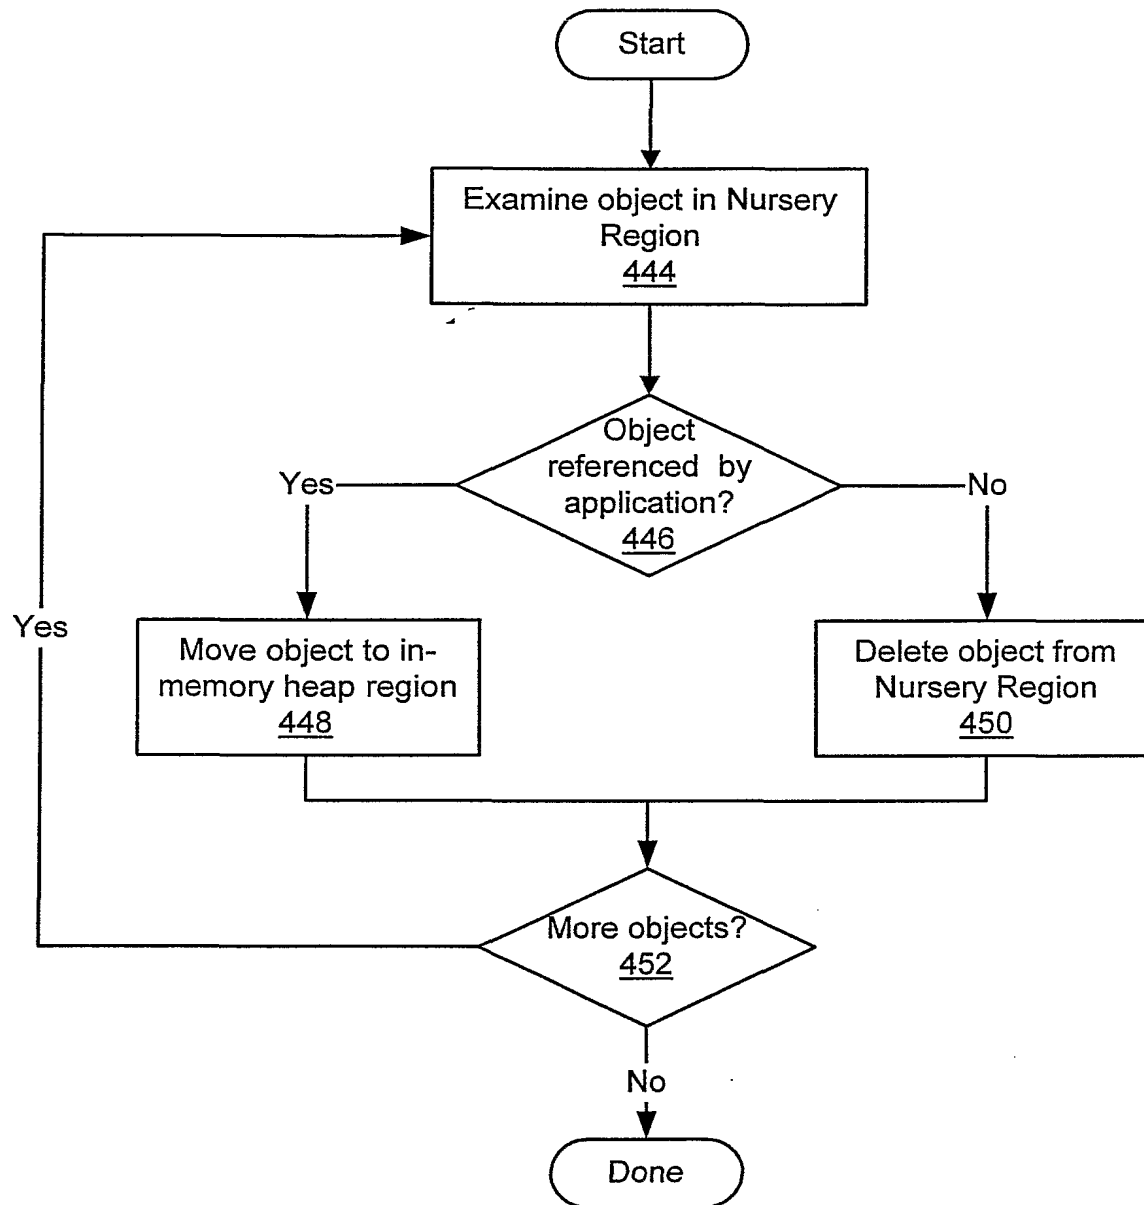 Start
Examine object in Nursery
Region
444
Object
referenced by
application?
446
Yes
No
Yes
Move object to in-
memory heap region
448
Delete object from
Nursery Region
450
More objects?
452
No
Done